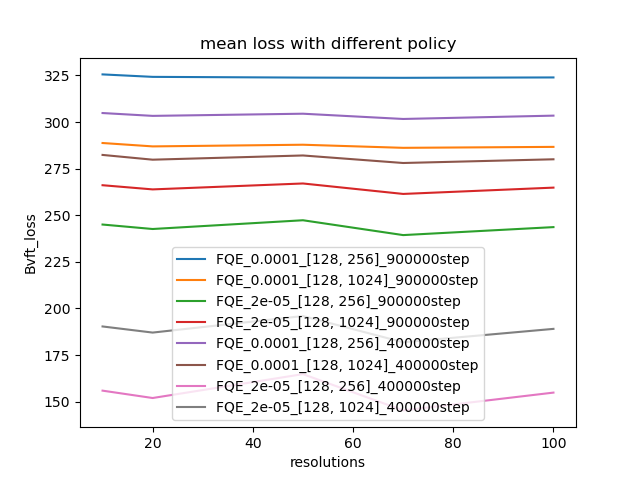 mean loss with different policy
Bvft_loss
325
300
275
250
225
200
175
150
FQE_0.0001_[128, 256]_900000step
FQE_0.0001_[128, 1024]_900000step
FQE_2e-05_[128, 256]_900000step
FQE_2e-05_[128, 1024]_900000step
FQE_0.0001_[128, 256]_400000step
FQE_0.0001_[128, 1024]_400000step
FQE_2e-05_[128, 256]_400000step
FQE_2e-05_[128, 1024]_400000step
20 40 60 80 100
resolutions